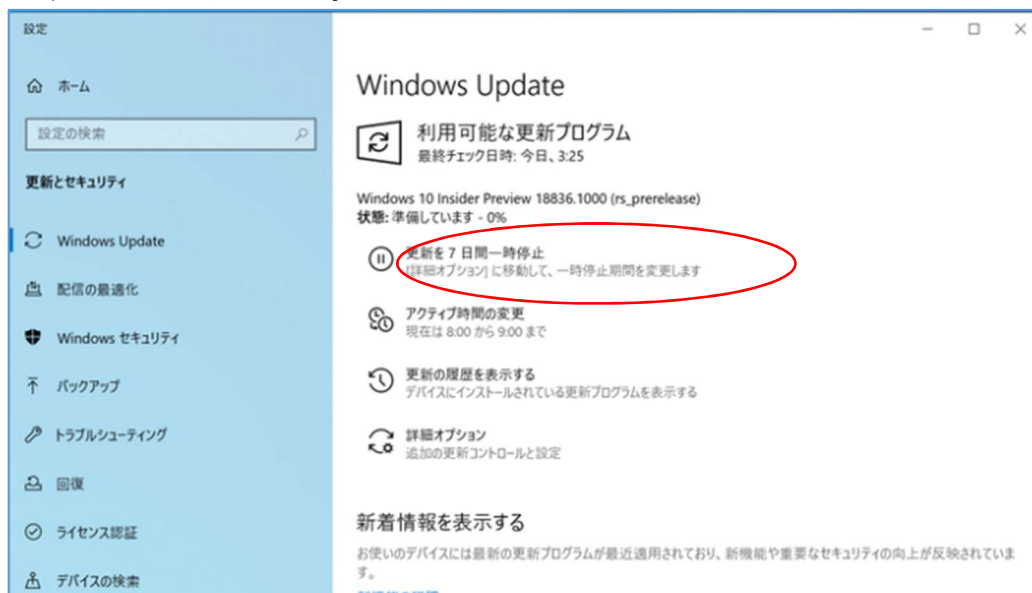 設定
ホーム
設定の検索
更新とセキュリティ
Windows Update
配信の最適化
Windows セキュリティ
バックアップ
トラブルシューティング
回復
ライセンス認証
デバイスの検索
Windows Update
利用可能な更新プログラム
最終チェック日時: 今日、3:25
Windows 10 Insider Preview 18836.1000 (rs_prerelease)
状態: 準備しています - 0%
更新を 7 日間一時停止
[詳細オプション] に移動して、一時停止期間を変更します
アクティブ時間の変更
現在は 8:00 から 9:00 まで
更新の履歴を表示する
デバイスにインストールされている更新プログラムを表示する
詳細オプション
追加の更新コントロールと設定
新着情報を表示する
お使いのデバイスには最新の更新プログラムが最近適用されており、新機能や重要なセキュリティの向上が反映されていま
す。